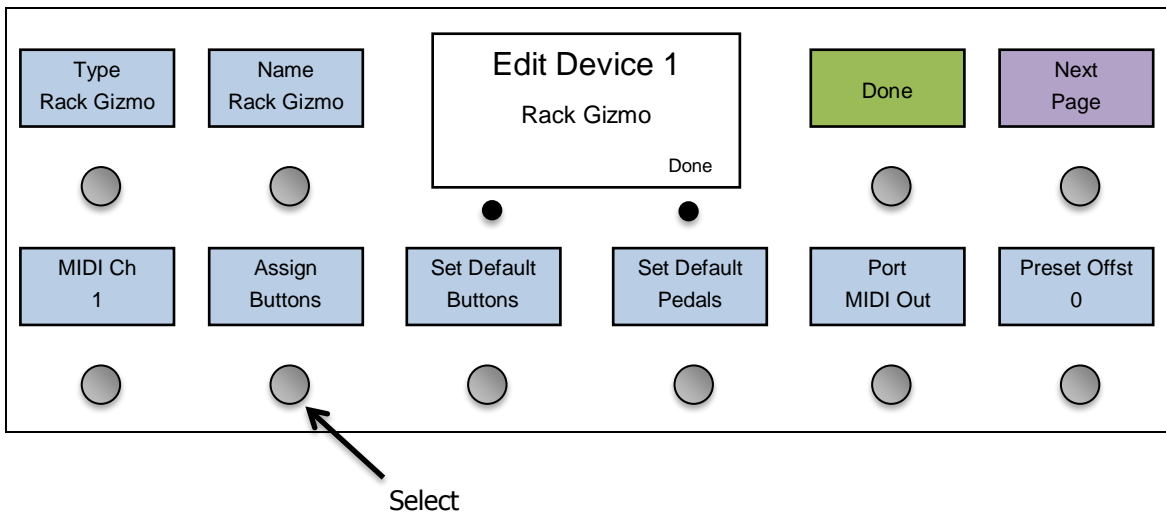 Type
Rack Gizmo
Name
Rack Gizmo
Edit Device 1
Rack Gizmo
Done
Done
Next
Page
MIDI Ch
1
Assign
Buttons
Set Default
Buttons
Set Default
Pedals
Port
MIDI Out
Preset Offst
0
Select